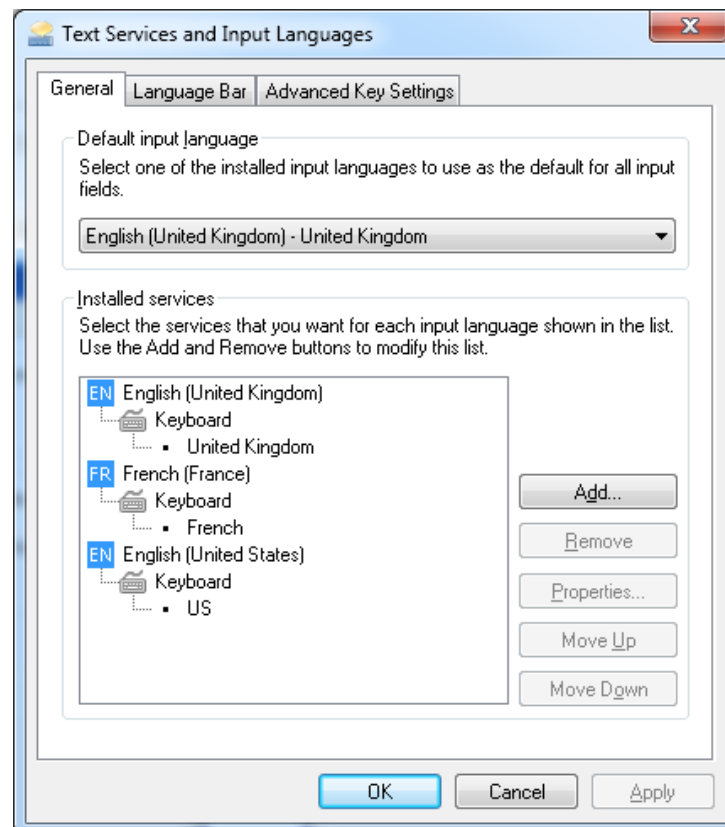 Text Services and Input Languages
General
Language Bar
Advanced Key Settings
Default input language
Select one of the installed input languages to use as the default for all input
fields.
English (United Kingdom) - United Kingdom
Installed services
Select the services that you want for each input language shown in the list.
Use the Add and Remove buttons to modify this list.
EN English (United Kingdom)
Keyboard
▪ United Kingdom
FR French (France)
Keyboard
▪ French
EN English (United States)
Keyboard
▪ US
Add...
Remove
Properties...
Move Up
Move Down
OK
Cancel
Apply